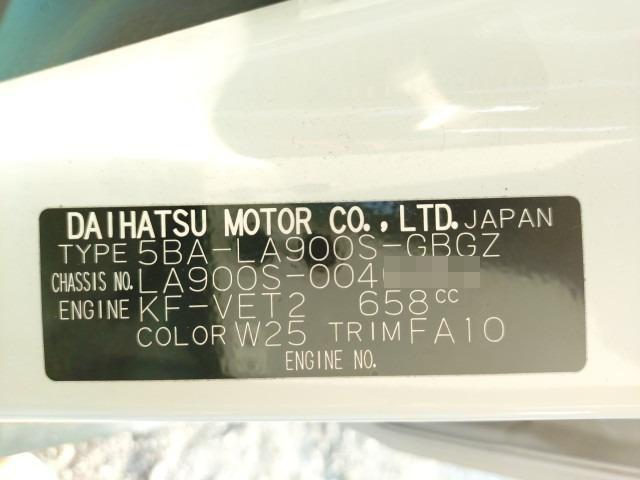 DAIHATSU MOTOR CO., LTD. JAPAN
TYPE 5BA-LA900S-GBGZ
CHASSIS NO. LA900S-004
ENGINE KF-VET2 658cc
COLOR W25 TRIM FA10
ENGINE NO.